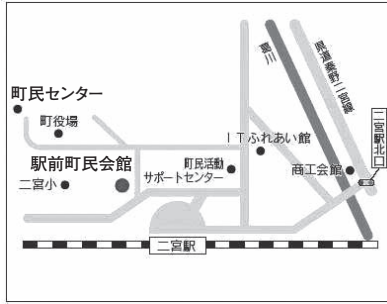 葛川
県道秦野二宮線
町民センター
町役場
ＩＴふれあい館
二宮駅北口
駅前町民会館
町民活動
サポートセンター
商工会館
二宮小
二宮駅